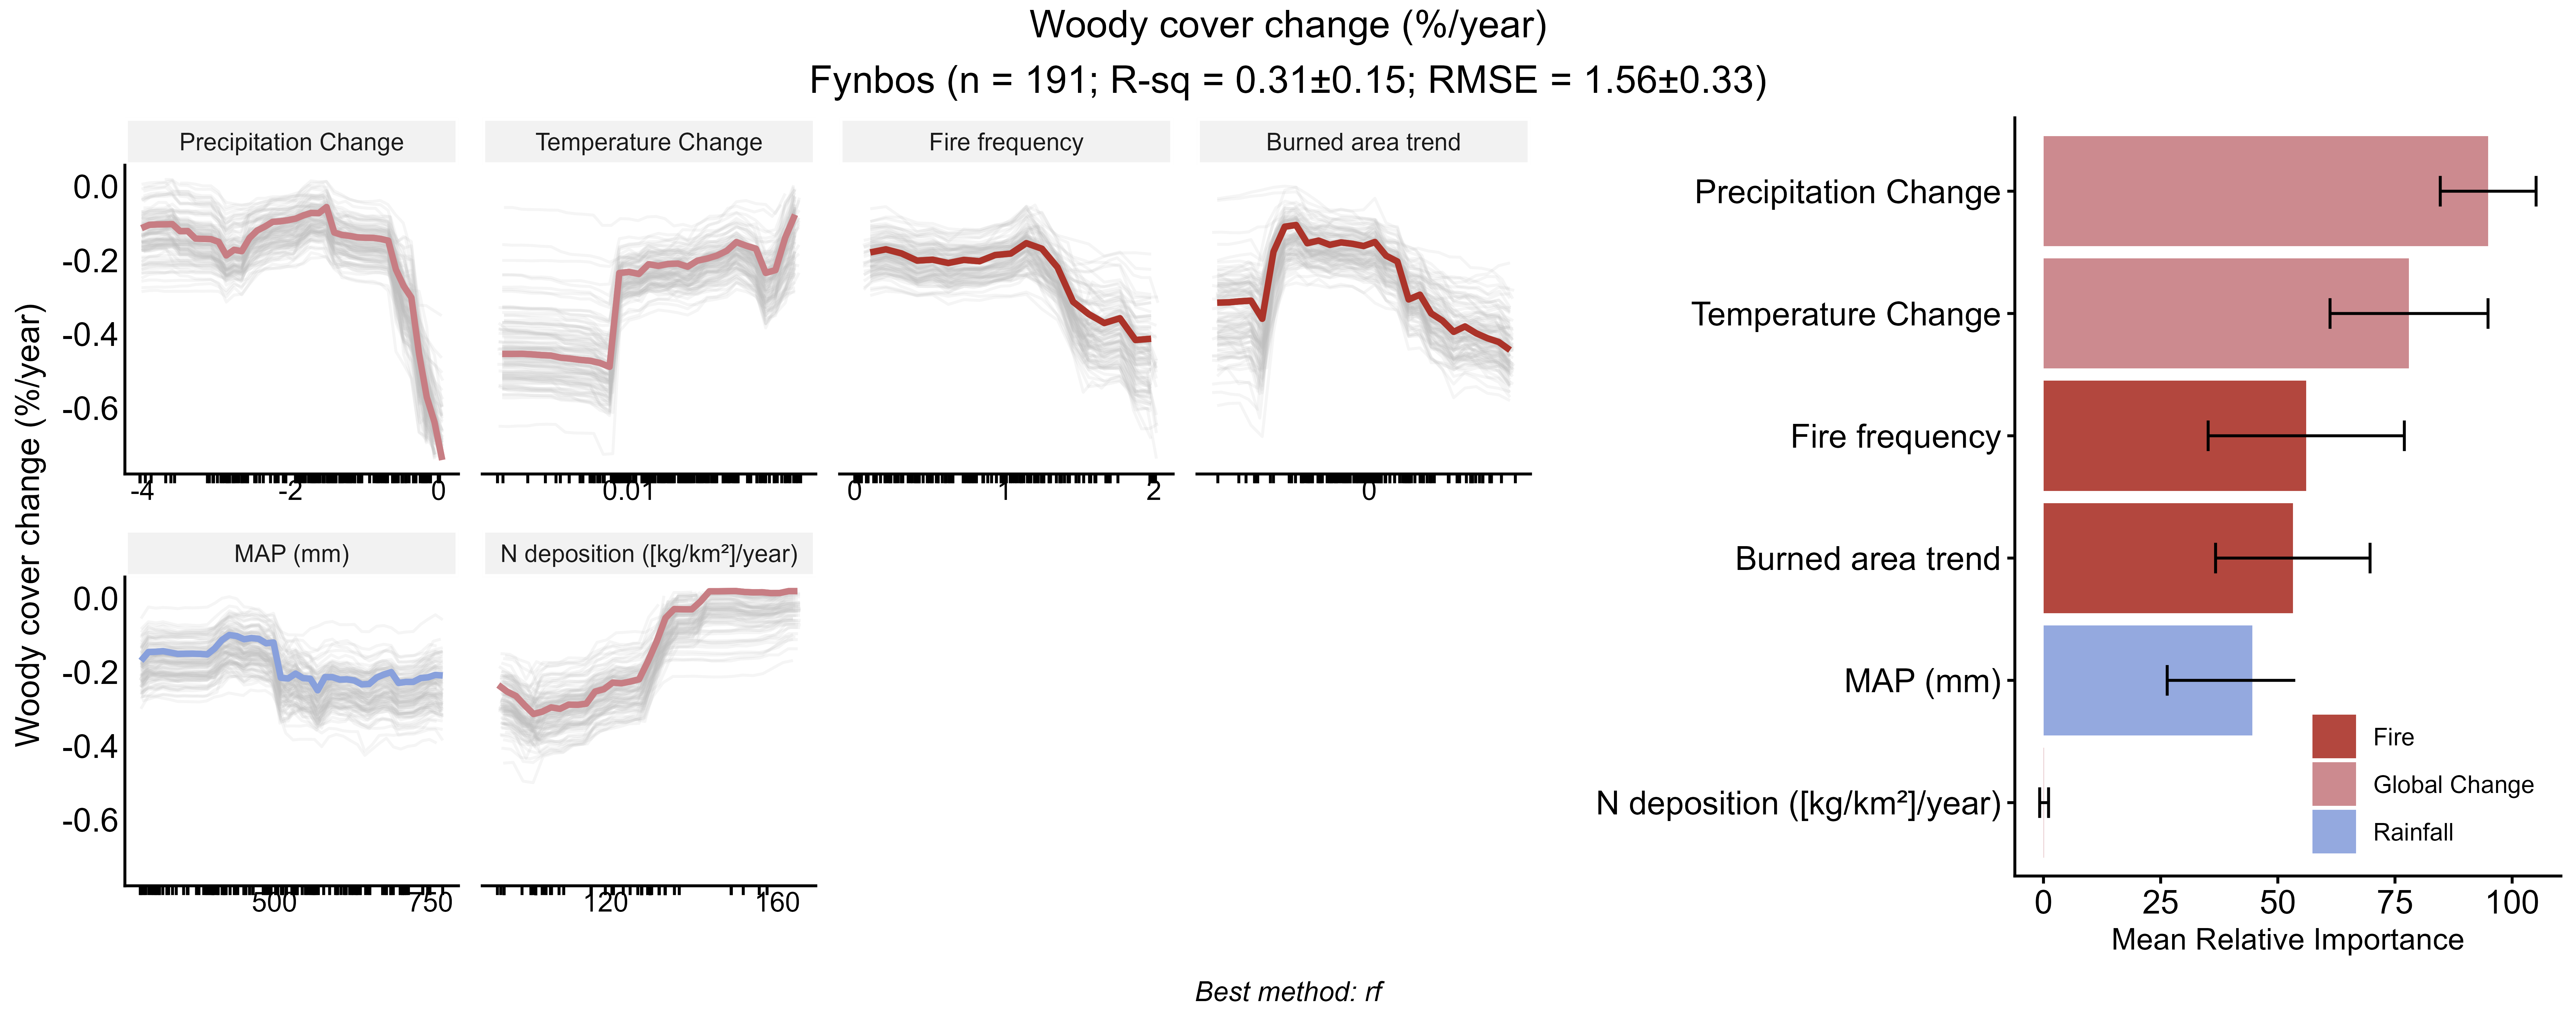 Woody cover change (%/year)
Fynbos (n = 191; R-sq = 0.31±0.15; RMSE = 1.56±0.33)
Woody cover change (%/year)
Precipitation Change
Temperature Change
Fire frequency
Burned area trend
0.0
-0.2
-0.4
-0.6
-4 -2 0
0.01
0 1 2
0
MAP (mm)
N deposition ([kg/km²]/year)
0.0
-0.2
-0.4
-0.6
500 750
120 160
Precipitation Change
Temperature Change
Fire frequency
Burned area trend
MAP (mm)
N deposition ([kg/km²]/year)
Fire
Global Change
Rainfall
0 25 50 75 100
Mean Relative Importance
Best method: rf